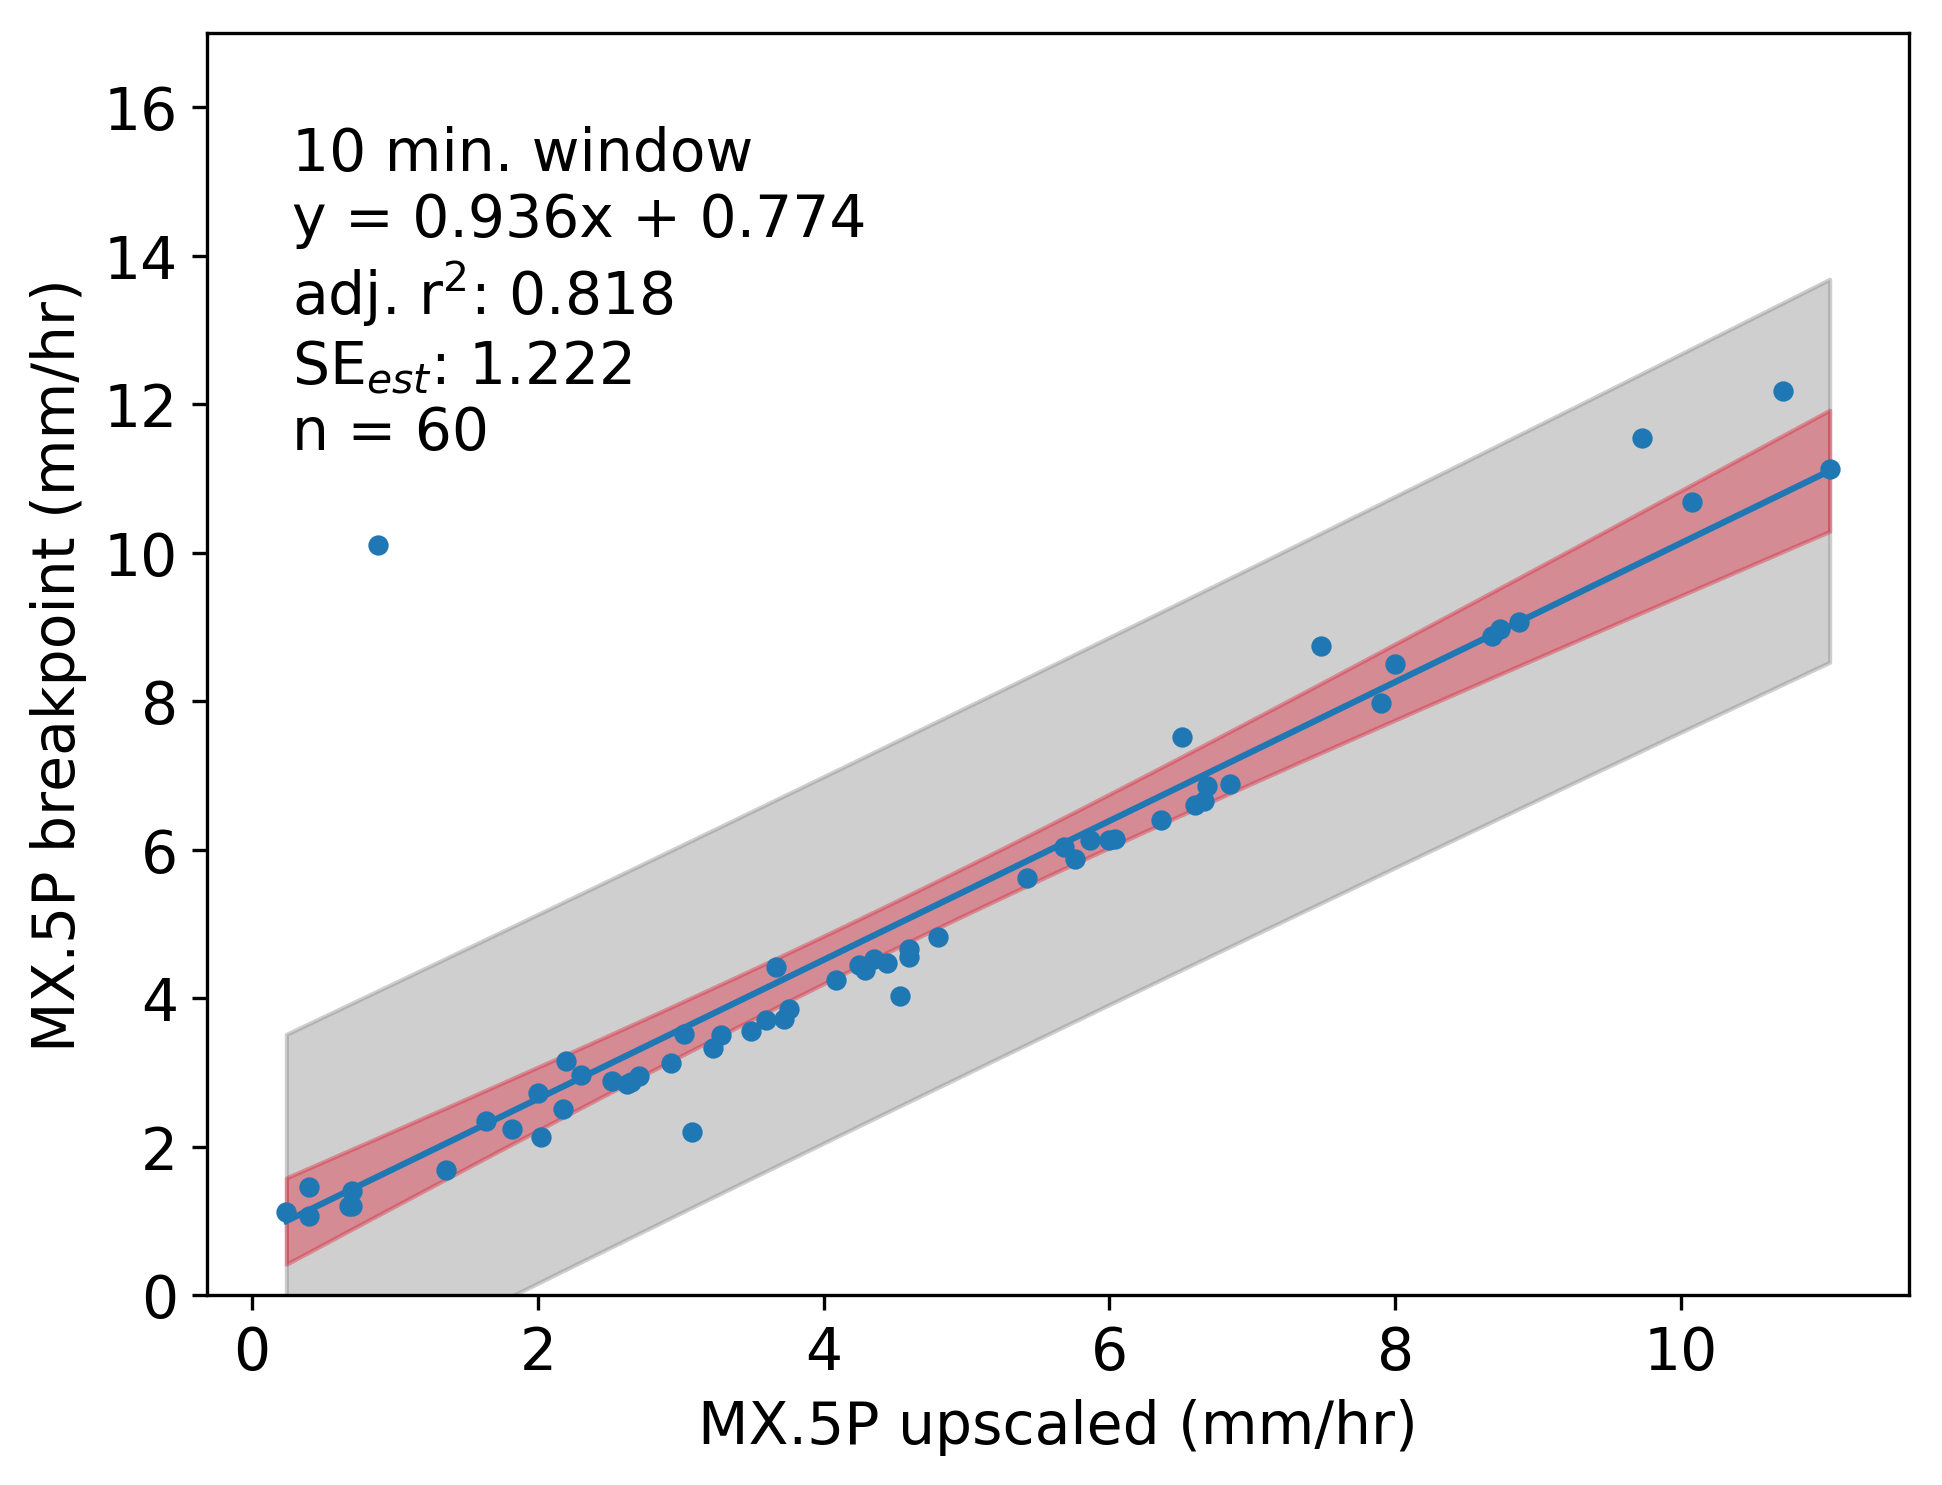 10 min. window
y = 0.936x + 0.774
adj. r²: 0.818
SEest: 1.222
n = 60
MX.5P breakpoint (mm/hr)
16
14
12
10
8
6
4
2
0
0 2 4 6 8 10
MX.5P upscaled (mm/hr)